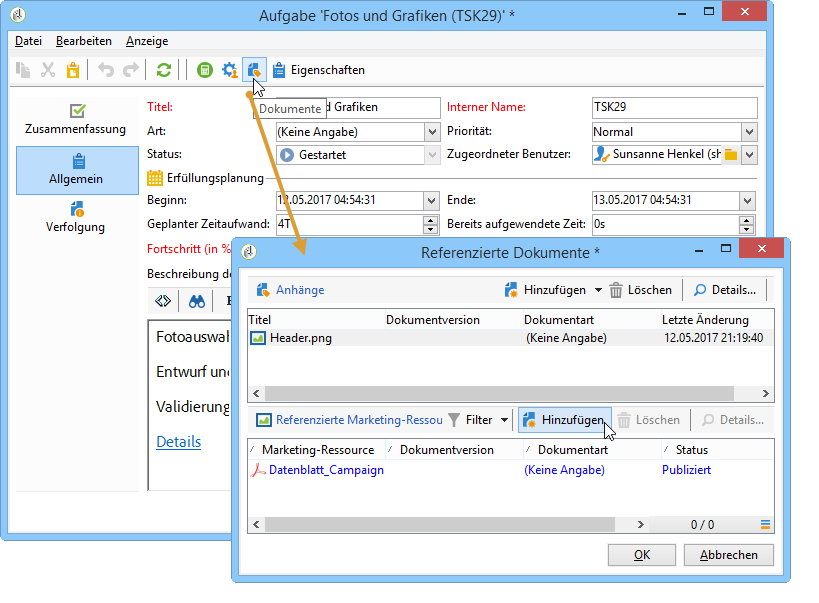 Aufgabe 'Fotos und Grafiken (TSK29)' *
Datei Bearbeiten Anzeige
Eigenschaften
Dokumente
Zusammenfassung
Allgemein
Verfolgung
Titel: d Grafiken Interner Name: TSK29
Art: (Keine Angabe) Priorität: Normal
Status: Gestartet Zugeordneter Benutzer: Sunsanne Henkel (sh
Erfüllungsplanung
Beginn: 12.05.2017 04:54:31 Ende: 13.05.2017 04:54:31
Geplanter Zeitaufwand: 4T Bereits aufgewendete Zeit: 0s
Fortschritt (in %
Beschreibung de
Fotoauswah
Entwurf und
Validierung
Details
Referenzierte Dokumente *
Anhänge Hinzufügen Löschen Details...
Titel Dokumentversion Dokumentart Letzte Änderung
Header.png (Keine Angabe) 12.05.2017 21:19:40
Referenzierte Marketing-Ressou Filter Hinzufügen Löschen Details...
Marketing-Ressource Dokumentversion Dokumentart Status
Datenblatt_Campaign (Keine Angabe) Publiziert
0 / 0
OK Abbrechen